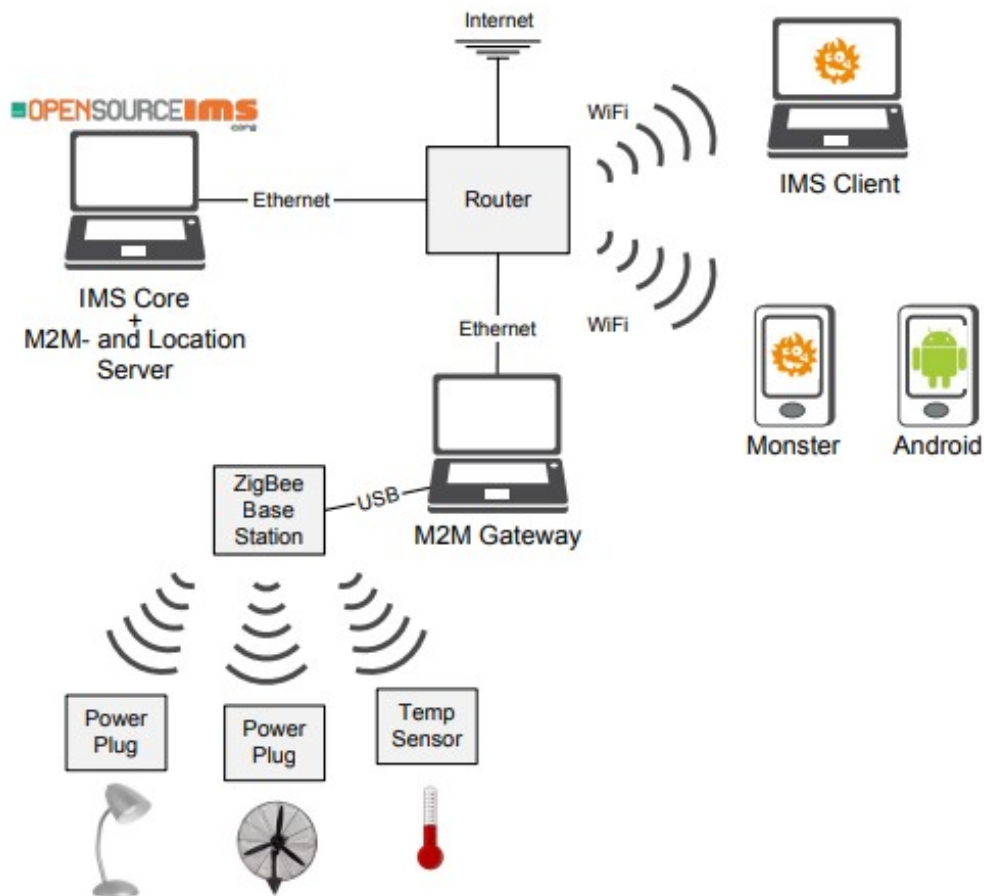 Internet
OPENSOURCEIMS
core
WiFi
IMS Client
Ethernet
Router
IMS Core
+
M2M- and Location
Server
Ethernet
WiFi
Monster
Android
ZigBee
Base
Station
USB
M2M Gateway
Power
Plug
Power
Plug
Temp
Sensor